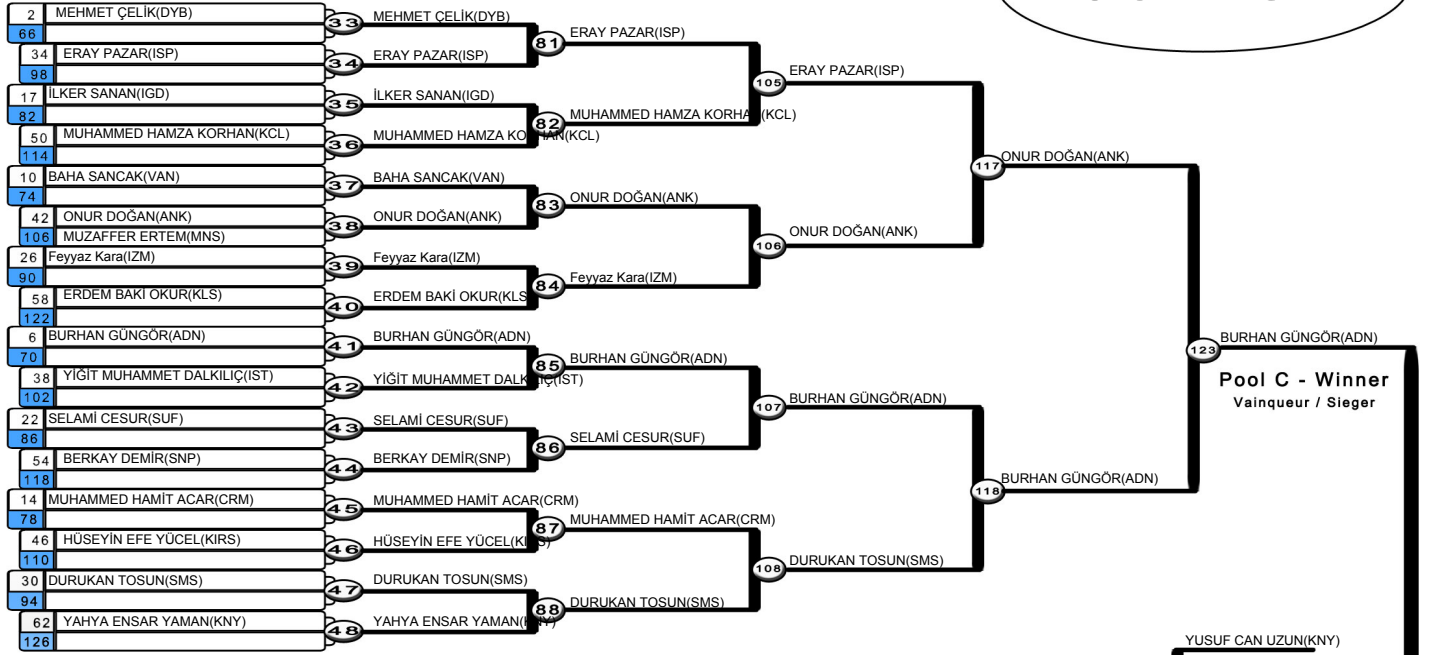 2 MEHMET ÇELİK(DYB)
66
34 ERAY PAZAR(ISP)
98
17 İLKER SANAN(IGD)
82
50 MUHAMMED HAMZA KORHAN(KCL)
114
10 BAHA SANCAK(VAN)
74
42 ONUR DOĞAN(ANK)
106 MUZAFFER ERTEM(MNS)
26 Feyyaz Kara(IZM)
90
58 ERDEM BAKİ OKUR(KLS)
122
6 BURHAN GÜNGÖR(ADN)
70
38 YİĞİT MUHAMMET DALKILIÇ(IST)
102
22 SELAMİ CESUR(SUF)
86
54 BERKAY DEMİR(SNP)
118
14 MUHAMMED HAMİT ACAR(CRM)
78
46 HÜSEYİN EFE YÜCEL(KIRS)
110
30 DURUKAN TOSUN(SMS)
94
62 YAHYA ENSAR YAMAN(KNY)
126
33 MEHMET ÇELİK(DYB)
34 ERAY PAZAR(ISP)
35 İLKER SANAN(IGD)
36 MUHAMMED HAMZA KORHAN(KCL)
37 BAHA SANCAK(VAN)
38 ONUR DOĞAN(ANK)
39 Feyyaz Kara(IZM)
40 ERDEM BAKİ OKUR(KLS
41 BURHAN GÜNGÖR(ADN)
42 YİĞİT MUHAMMET DALKILIÇ(IST)
43 SELAMİ CESUR(SUF)
44 BERKAY DEMİR(SNP)
45 MUHAMMED HAMİT ACAR(CRM)
46 HÜSEYİN EFE YÜCEL(KIRS)
47 DURUKAN TOSUN(SMS)
48 YAHYA ENSAR YAMAN(KNY)
81 ERAY PAZAR(ISP)
82 MUHAMMED HAMZA KORHAN(KCL)
83 ONUR DOĞAN(ANK)
84 Feyyaz Kara(IZM)
85 BURHAN GÜNGÖR(ADN)
86 SELAMİ CESUR(SUF)
87 MUHAMMED HAMİT ACAR(CRM)
88 DURUKAN TOSUN(SMS)
105 ERAY PAZAR(ISP)
106 ONUR DOĞAN(ANK)
107 BURHAN GÜNGÖR(ADN)
108 DURUKAN TOSUN(SMS)
117 ONUR DOĞAN(ANK)
118 BURHAN GÜNGÖR(ADN)
123 BURHAN GÜNGÖR(ADN)
Pool C - Winner
Vainqueur / Sieger
YUSUF CAN UZUN(KNY)